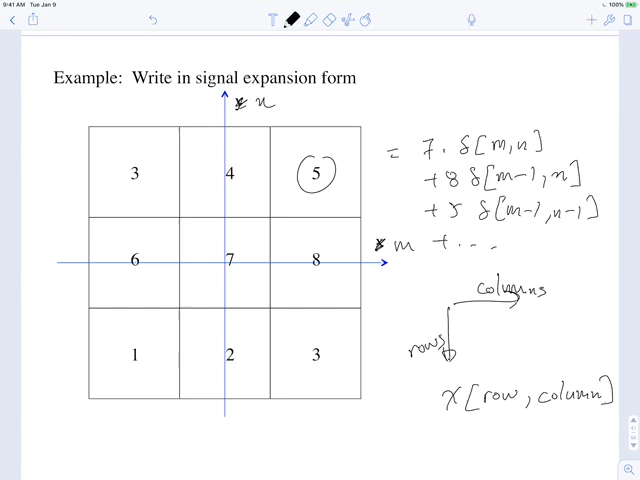 9:41 AM Tue Jan 9
100%
Example: Write in signal expansion form
n
3 4 5
= 7 . δ[m,n]
+8 δ[m-1,n]
+5 δ[m-1,n-1]
m + ....
6 7 8
columns
rows
1 2 3
x[row, column]